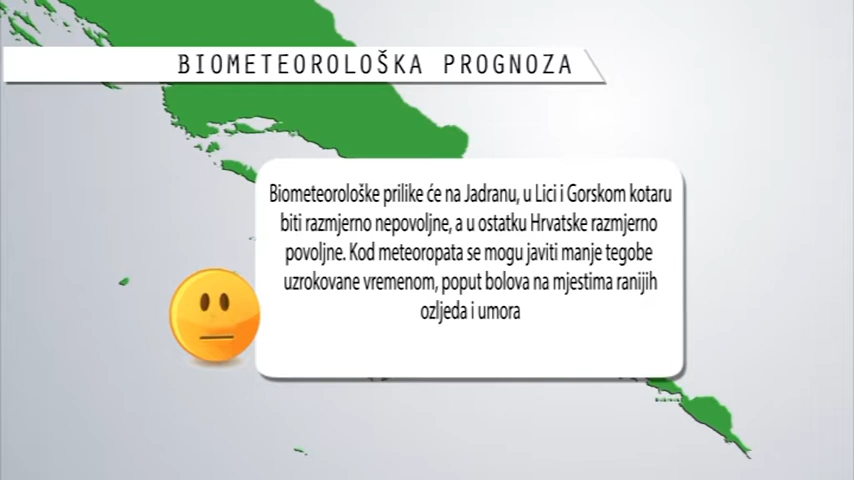 BIOMETEOROLOŠKA PROGNOZA
Biometeorološke prilike će na Jadranu, u Lici i Gorskom kotaru
biti razmjerno nepovoljne, a u ostatku Hrvatske razmjerno
povoljne. Kod meteoropata se mogu javiti manje tegobe
uzrokovane vremenom, poput bolova na mjestima ranijih
ozljeda i umora